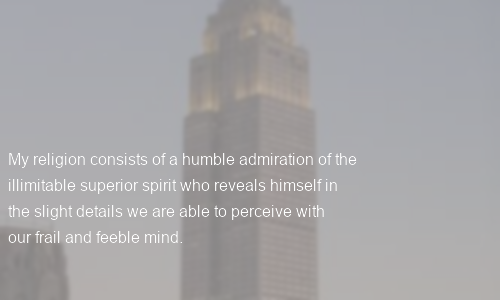 My religion consists of a humble admiration of the
illimitable superior spirit who reveals himself in
the slight details we are able to perceive with
our frail and feeble mind.